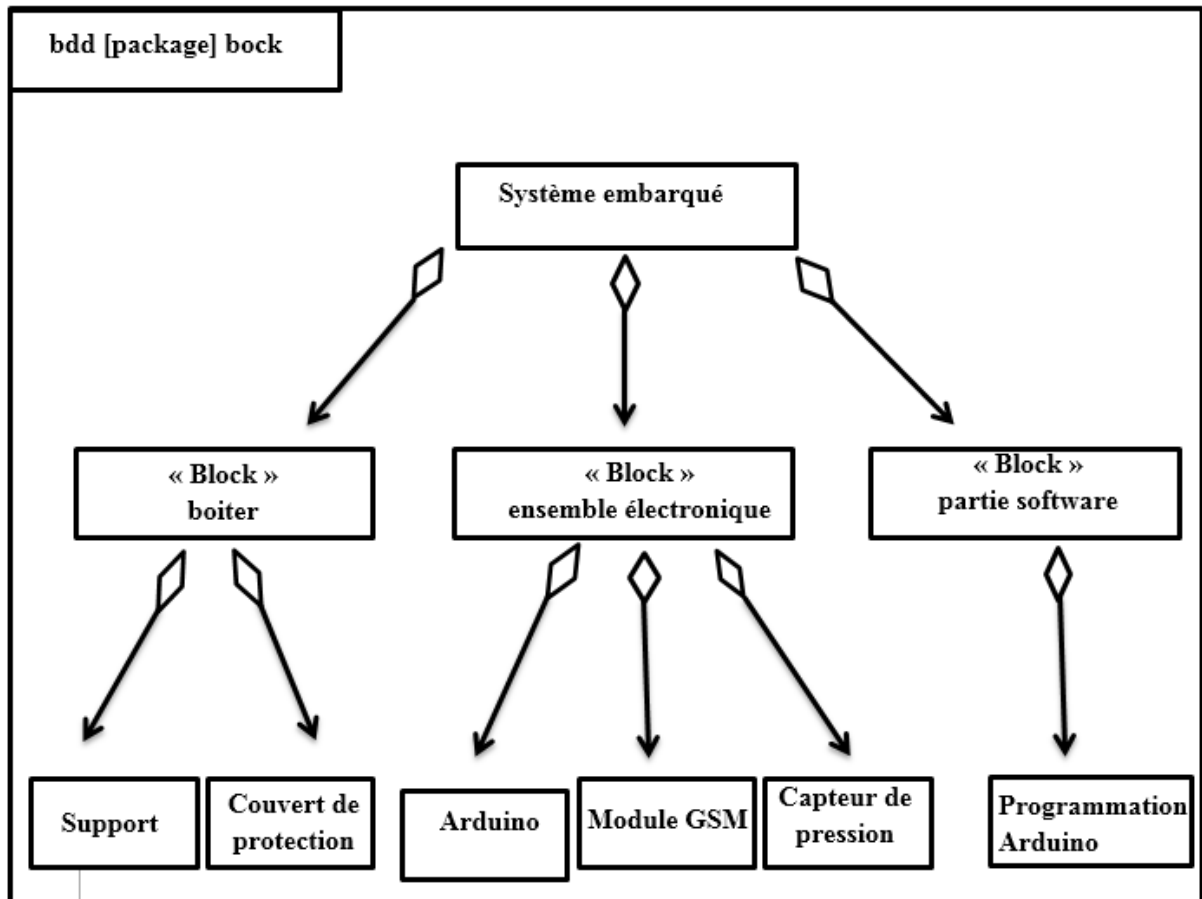 bdd [package] bock
Système embarqué
« Block »
boiter
« Block »
ensemble électronique
« Block »
partie software
Support
Couvert de
protection
Arduino
Module GSM
Capteur de
pression
Programmation
Arduino